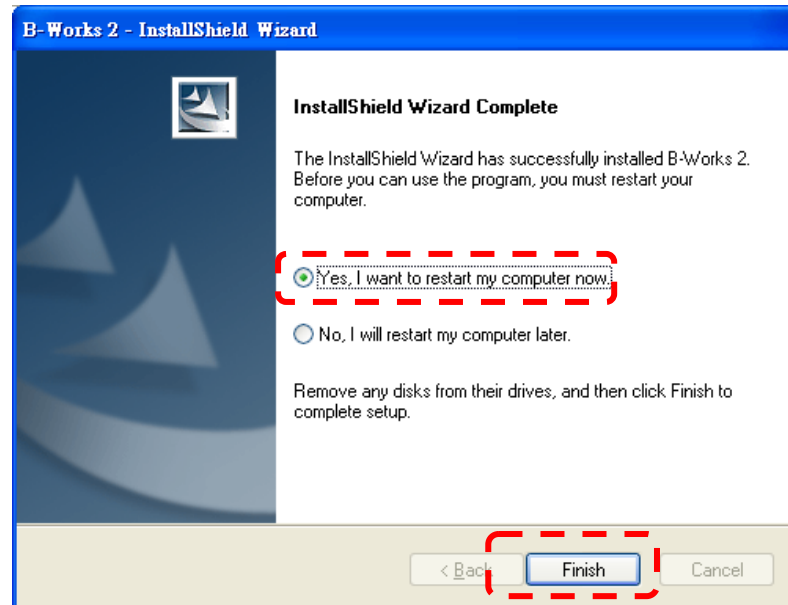 B-Works 2 - InstallShield Wizard
InstallShield Wizard Complete
The InstallShield Wizard has successfully installed B-Works 2.
Before you can use the program, you must restart your
computer.
Yes, I want to restart my computer now.
No, I will restart my computer later.
Remove any disks from their drives, and then click Finish to
complete setup.
< Back Finish Cancel